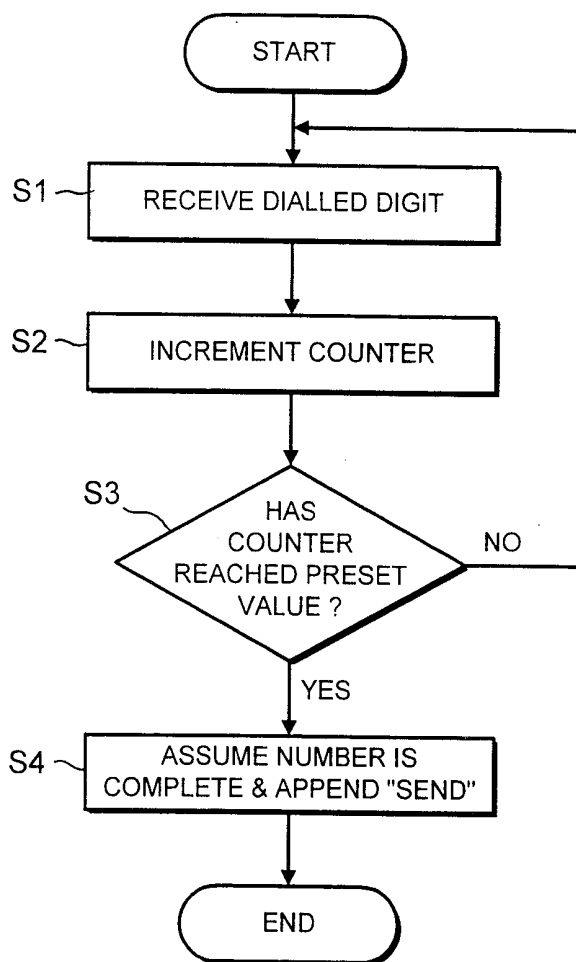 START
S1
RECEIVE DIALLED DIGIT
S2
INCREMENT COUNTER
S3
HAS
COUNTER
REACHED PRESET
VALUE ?
NO
YES
S4
ASSUME NUMBER IS
COMPLETE & APPEND "SEND"
END